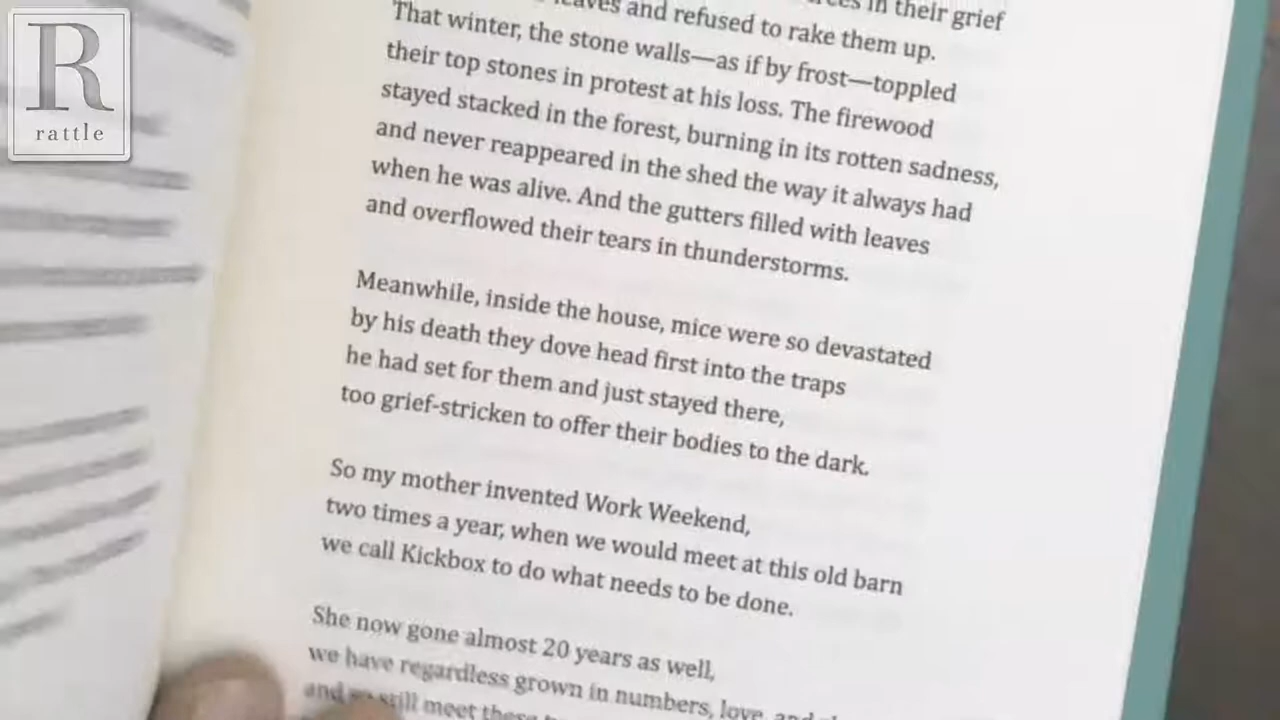 R
rattle
in their grief
leaves and refused to rake them up.
That winter, the stone walls—as if by frost—toppled
their top stones in protest at his loss. The firewood
stayed stacked in the forest, burning in its rotten sadness,
and never reappeared in the shed the way it always had
when he was alive. And the gutters filled with leaves
and overflowed their tears in thunderstorms.
Meanwhile, inside the house, mice were so devastated
by his death they dove head first into the traps
he had set for them and just stayed there,
too grief-stricken to offer their bodies to the dark.
So my mother invented Work Weekend,
two times a year, when we would meet at this old barn
we call Kickbox to do what needs to be done.
She now gone almost 20 years as well,
we have regardless grown in numbers, love, and
and so still meet these